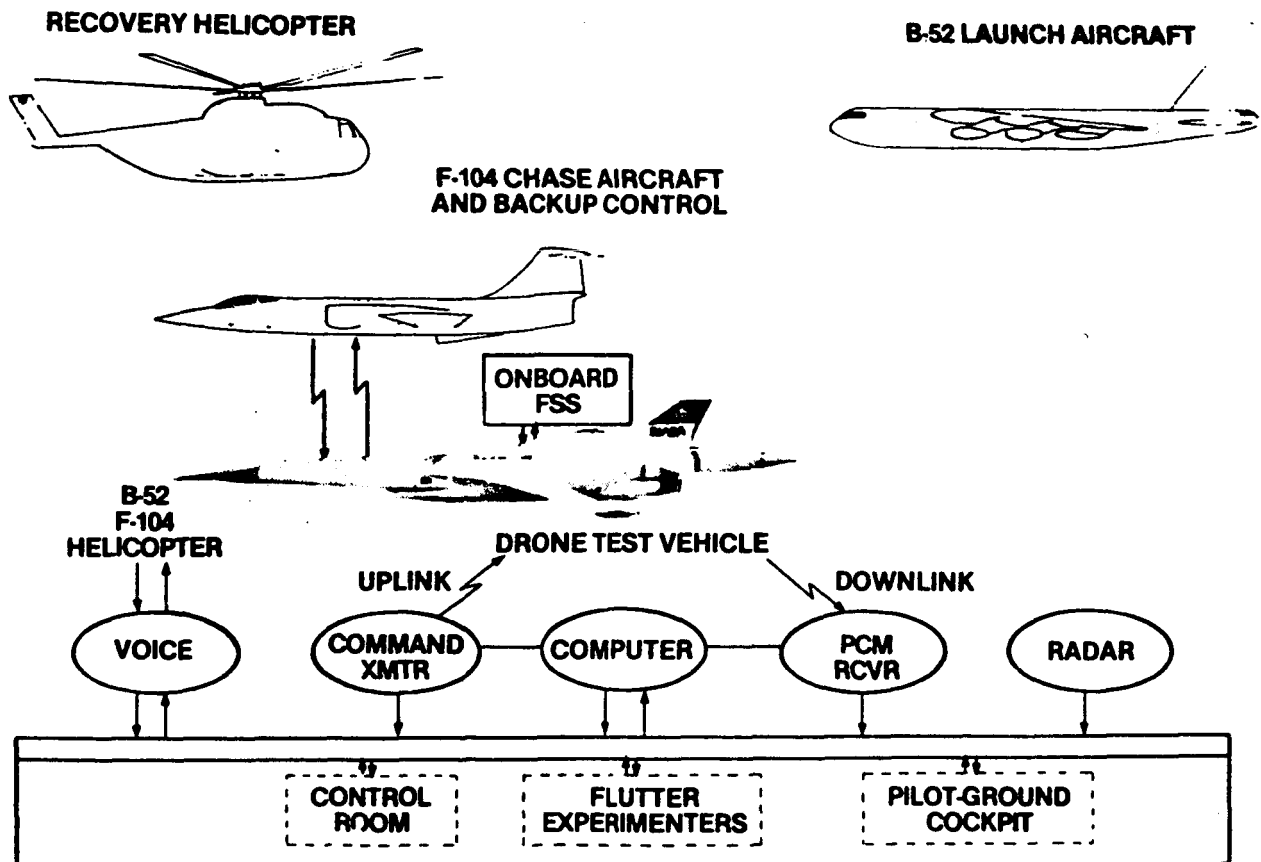 RECOVERY HELICOPTER
B-52 LAUNCH AIRCRAFT
F-104 CHASE AIRCRAFT
AND BACKUP CONTROL
ONBOARD
FSS
NASA
B-52
F-104
HELICOPTER
DRONE TEST VEHICLE
UPLINK
DOWNLINK
VOICE
COMMAND
XMTR
COMPUTER
PCM
RCVR
RADAR
CONTROL
ROOM
FLUTTER
EXPERIMENTERS
PILOT-GROUND
COCKPIT